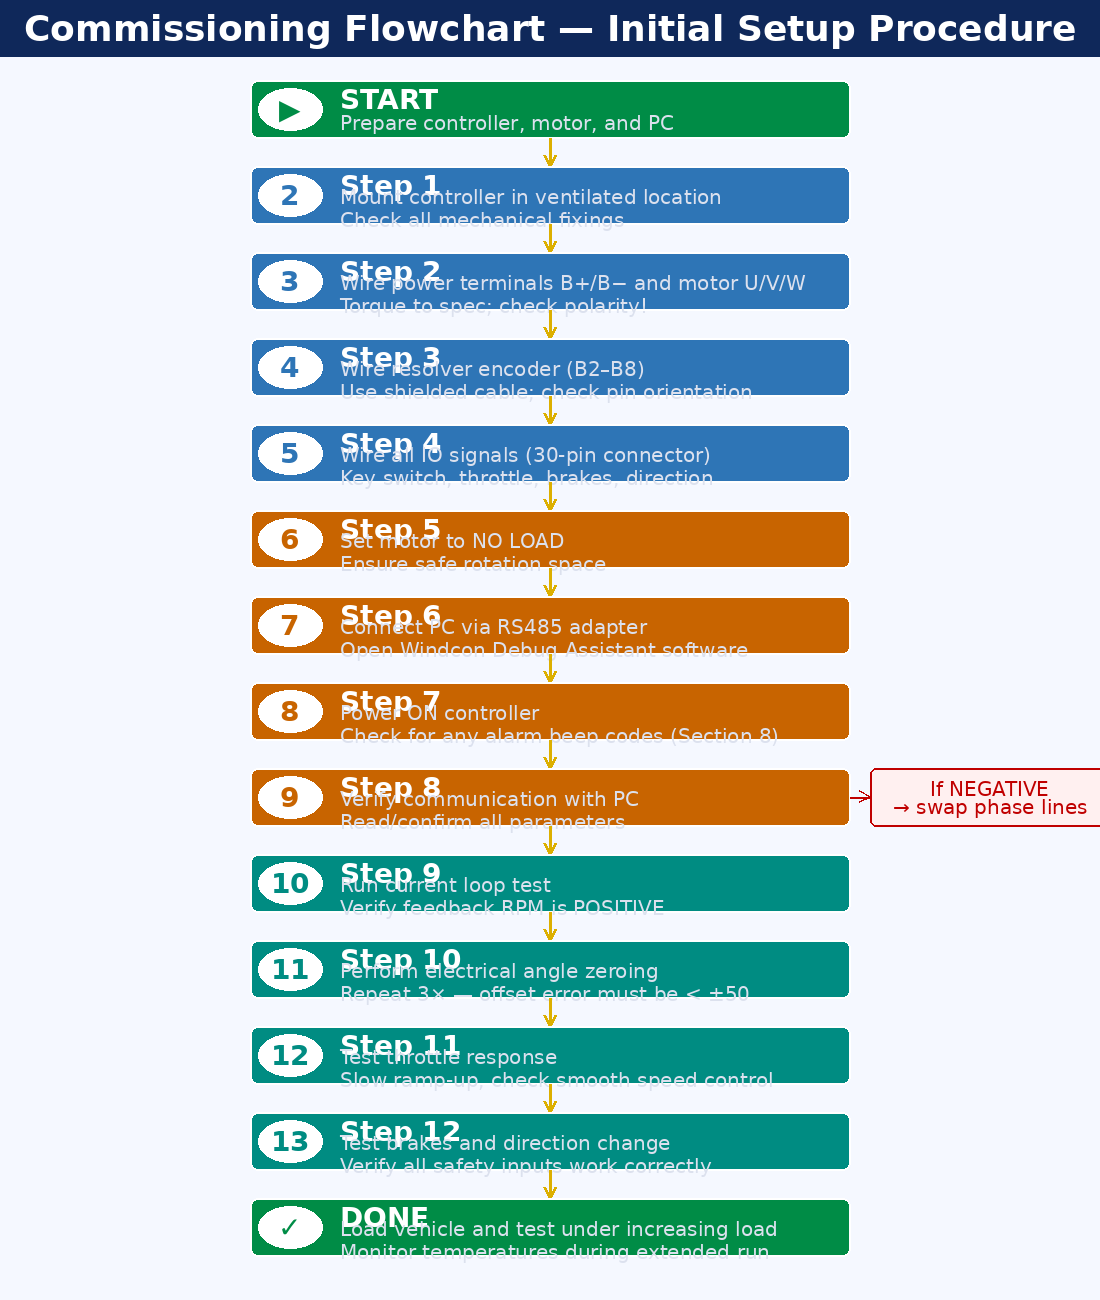 Commissioning Flowchart — Initial Setup Procedure
▶
START
Prepare controller, motor, and PC
2
Step 1
Mount controller in ventilated location
Check all mechanical fixings
3
Step 2
Wire power terminals B+/B− and motor U/V/W
Torque to spec; check polarity!
4
Step 3
Wire resolver encoder (B2–B8)
Use shielded cable; check pin orientation
5
Step 4
Wire all IO signals (30-pin connector)
Key switch, throttle, brakes, direction
6
Step 5
Set motor to NO LOAD
Ensure safe rotation space
7
Step 6
Connect PC via RS485 adapter
Open Windcon Debug Assistant software
8
Step 7
Power ON controller
Check for any alarm beep codes (Section 8)
9
Step 8
Verify communication with PC
Read/confirm all parameters
If NEGATIVE
→ swap phase lines
10
Step 9
Run current loop test
Verify feedback RPM is POSITIVE
11
Step 10
Perform electrical angle zeroing
Repeat 3× — offset error must be < ±50
12
Step 11
Test throttle response
Slow ramp-up, check smooth speed control
13
Step 12
Test brakes and direction change
Verify all safety inputs work correctly
✓
DONE
Load vehicle and test under increasing load
Monitor temperatures during extended run